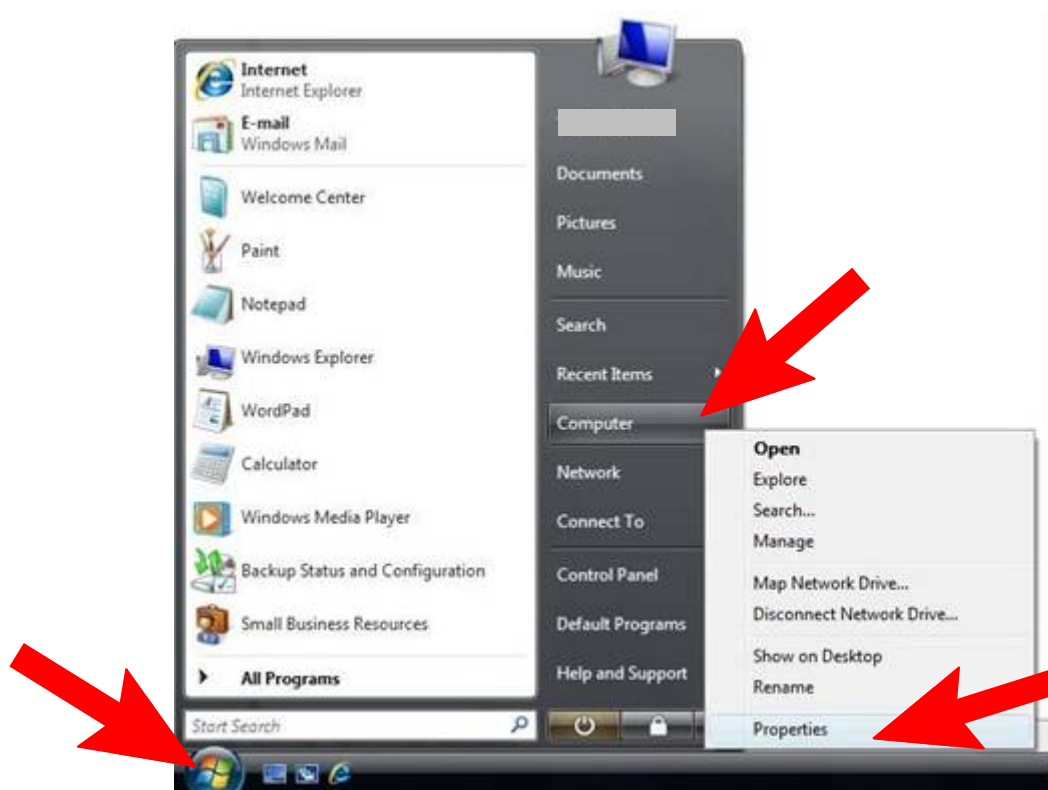 Internet
Internet Explorer
E-mail
Windows Mail
Welcome Center
Paint
Notepad
Windows Explorer
WordPad
Calculator
Windows Media Player
Backup Status and Configuration
Small Business Resources
All Programs
Start Search
Documents
Pictures
Music
Search
Recent Items
Computer
Network
Connect To
Control Panel
Default Programs
Help and Support
Open
Explore
Search...
Manage
Map Network Drive...
Disconnect Network Drive...
Show on Desktop
Rename
Properties